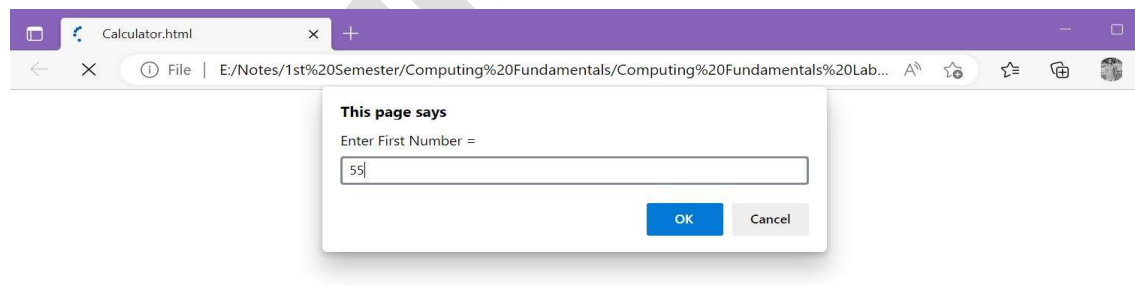 Calculator.html
File | E:/Notes/1st%20Semester/Computing%20Fundamentals/Computing%20Fundamentals%20Lab...
This page says
Enter First Number =
55
OK Cancel